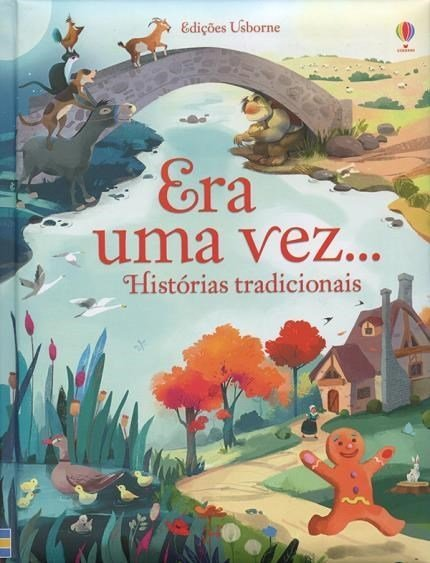 Edições Usborne
USBORNE
Era
uma vez...
Histórias tradicionais